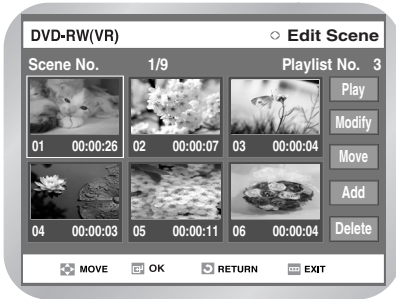 DVD-RW(VR) ○ Edit Scene
Scene No. 1/9 Playlist No. 3
Play
Modify
Move
Add
Delete
01 00:00:26 02 00:00:07 03 00:00:04
04 00:00:03 05 00:00:11 06 00:00:04
MOVE OK RETURN EXIT